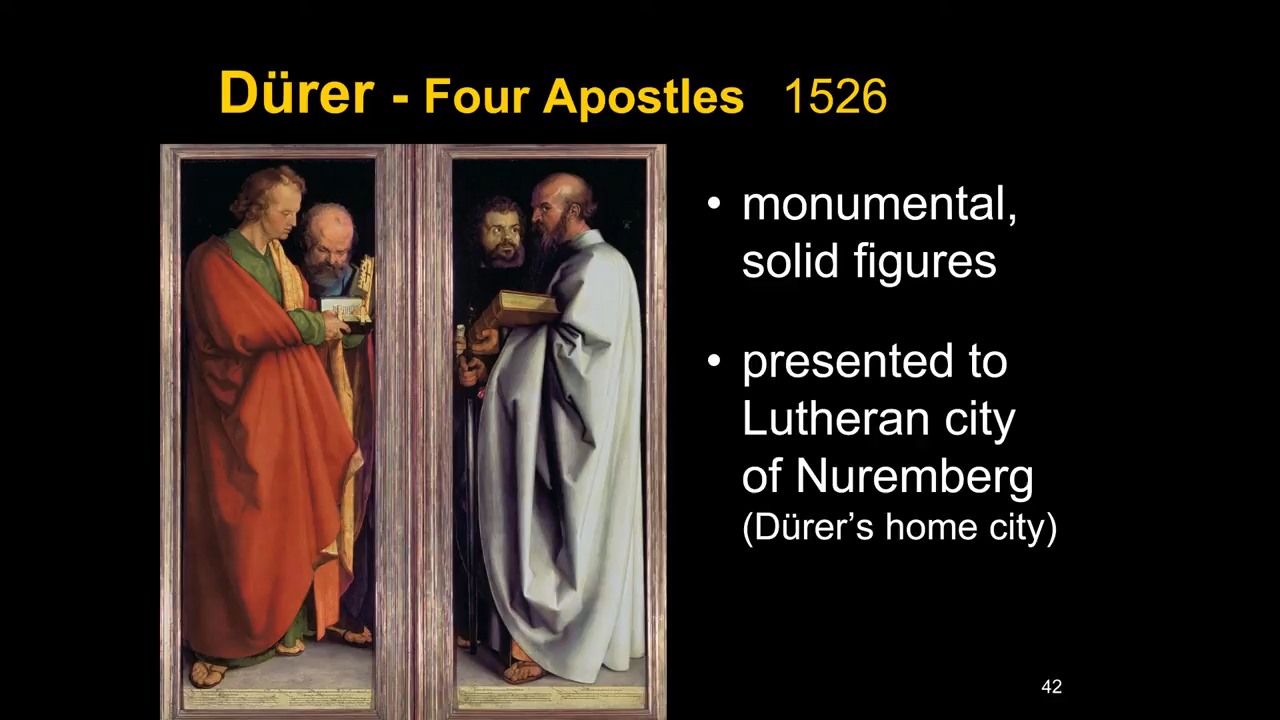 Dürer - Four Apostles 1526
• monumental,
solid figures
• presented to
Lutheran city
of Nuremberg
(Dürer’s home city)
42